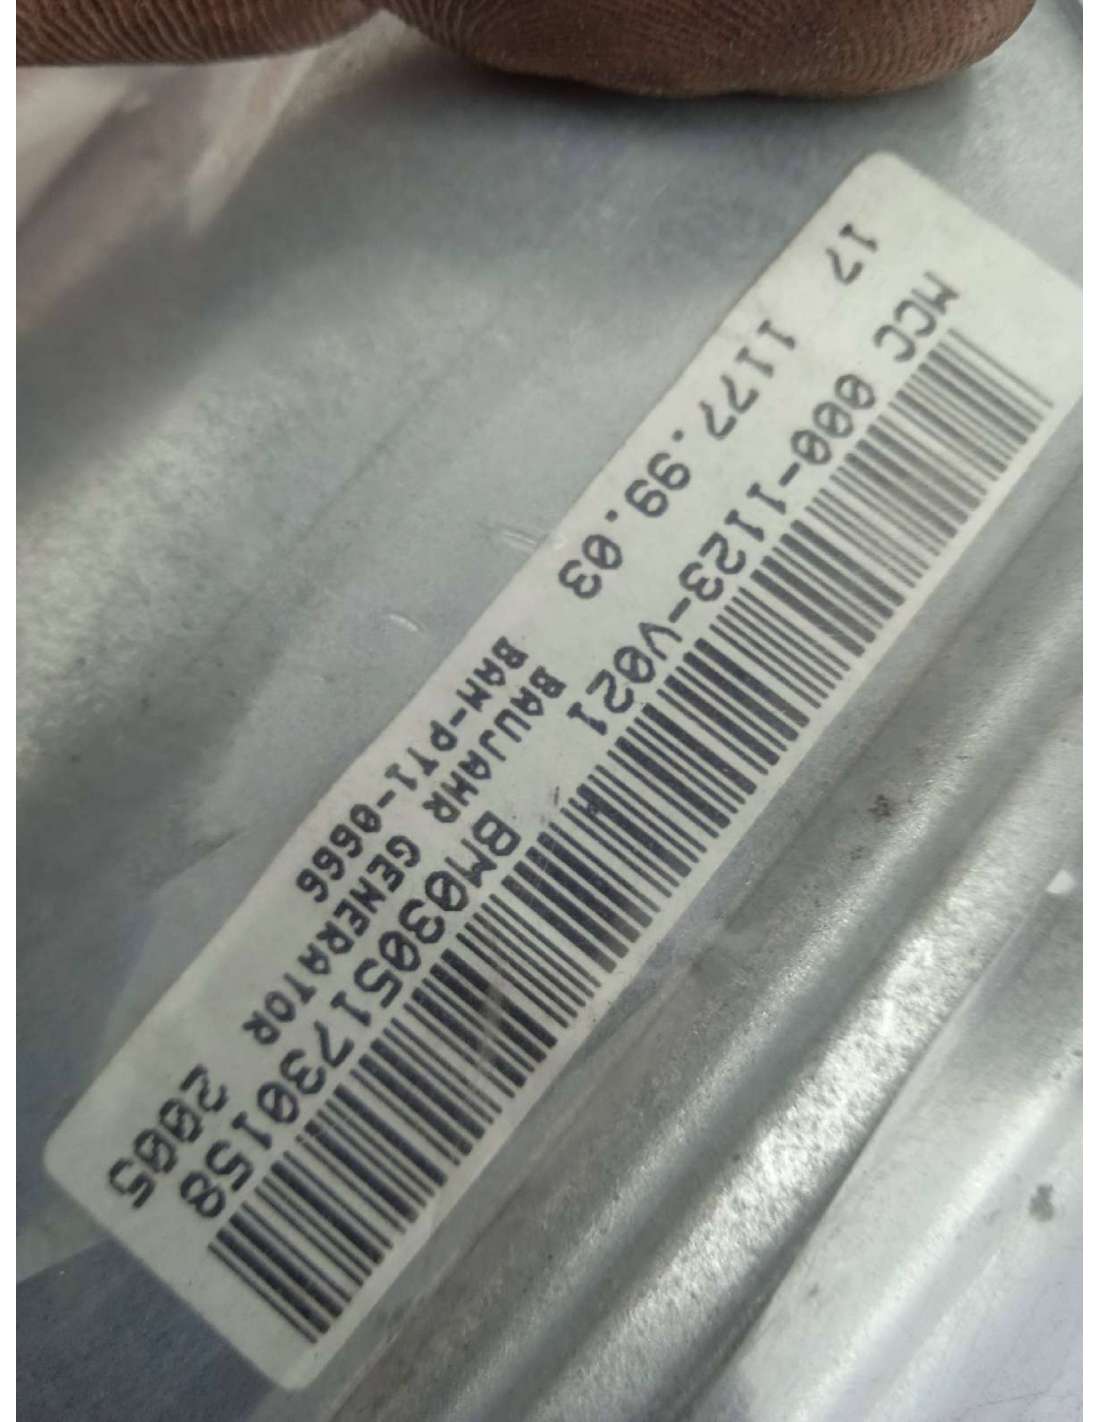 17 1177.99.03
MCC 000-1123-V021
BM03051730158
BAUJAHR GENERATOR 2005
BAM-PT1-0666